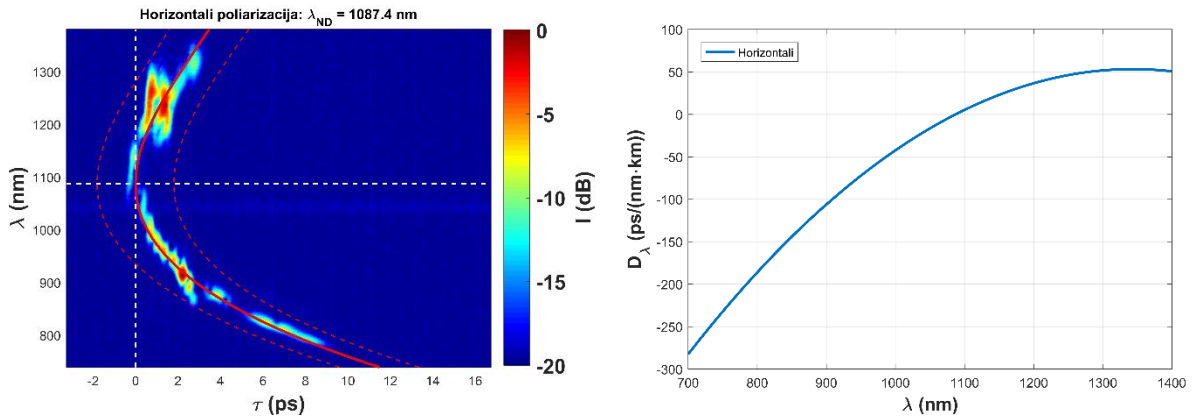 Horizontali poliarizacija: λND = 1087.4 nm
1300
1200
1100
1000
900
800
λ (nm)
-2 0 2 4 6 8 10 12 14 16
τ (ps)
0
-5
-10
-15
-20
I (dB)
100
50
0
-50
-100
-150
-200
-250
-300
Dλ (ps/(nm·km))
Horizontali
700 800 900 1000 1100 1200 1300 1400
λ (nm)